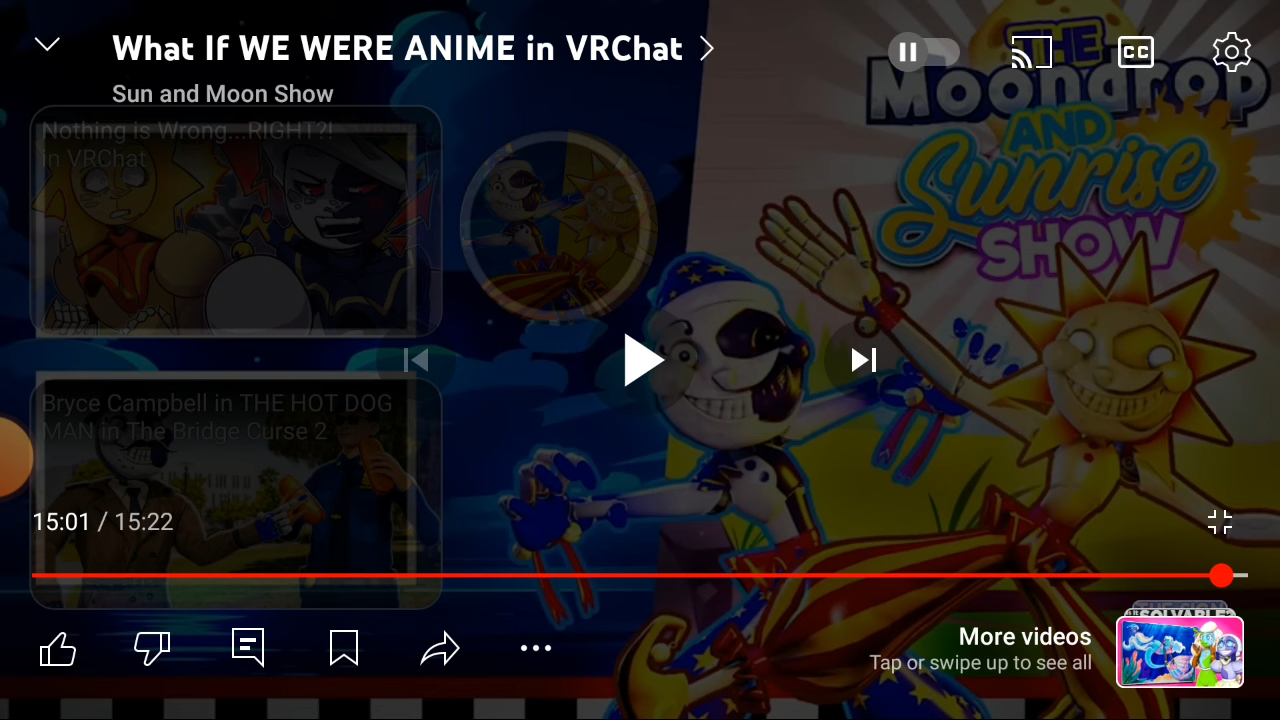 What If WE WERE ANIME in VRChat
Sun and Moon Show
CC
Nothing is Wrong...RIGHT?!
in VRChat
THE
Moondrop
AND
Sunrise
SHOW
Bryce Campbell in THE HOT DOG
MAN in The Bridge Curse 2
15:01 / 15:22
More videos
Tap or swipe up to see all
SOLVABLE?